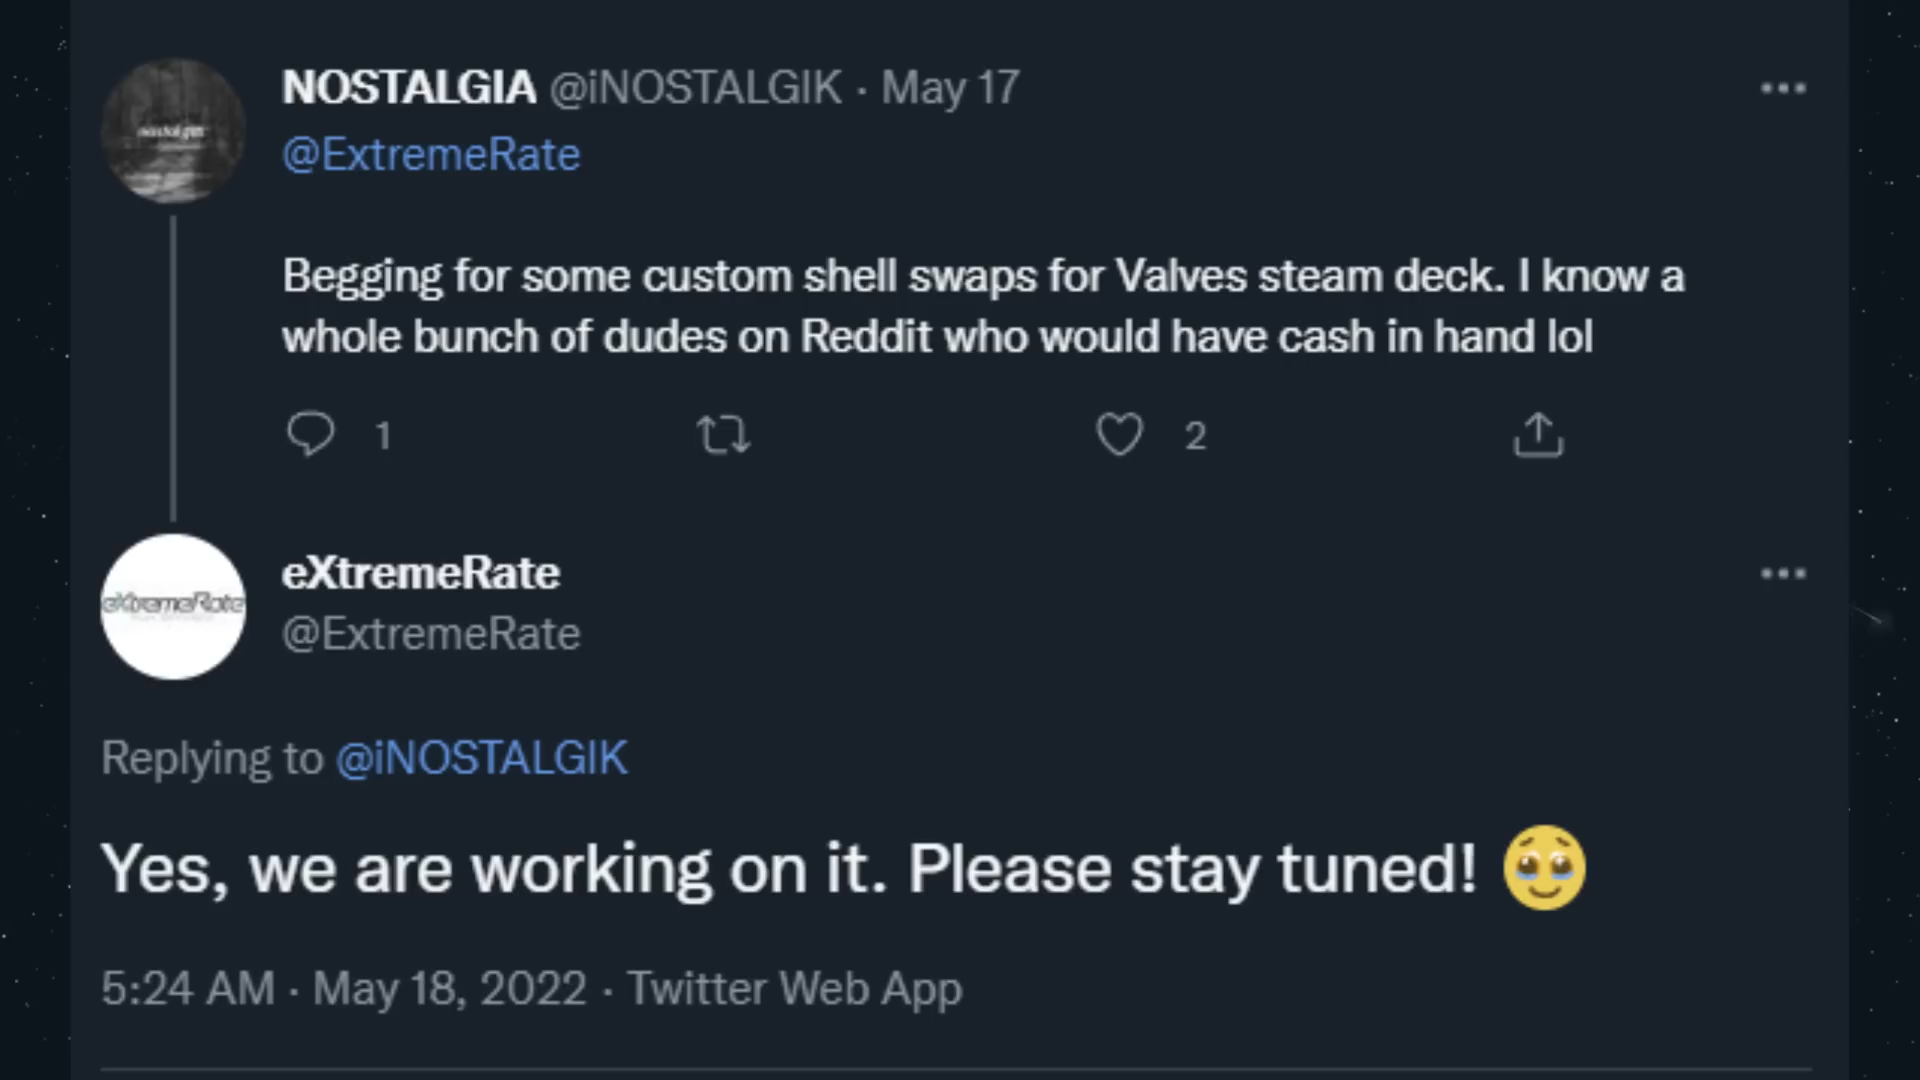 NOSTALGIA @iNOSTALGIK · May 17
@ExtremeRate
Begging for some custom shell swaps for Valves steam deck. I know a
whole bunch of dudes on Reddit who would have cash in hand lol
1 2
eXtremeRate
eXtremeRate
@ExtremeRate
Replying to @iNOSTALGIK
Yes, we are working on it. Please stay tuned! 🥹
5:24 AM · May 18, 2022 · Twitter Web App